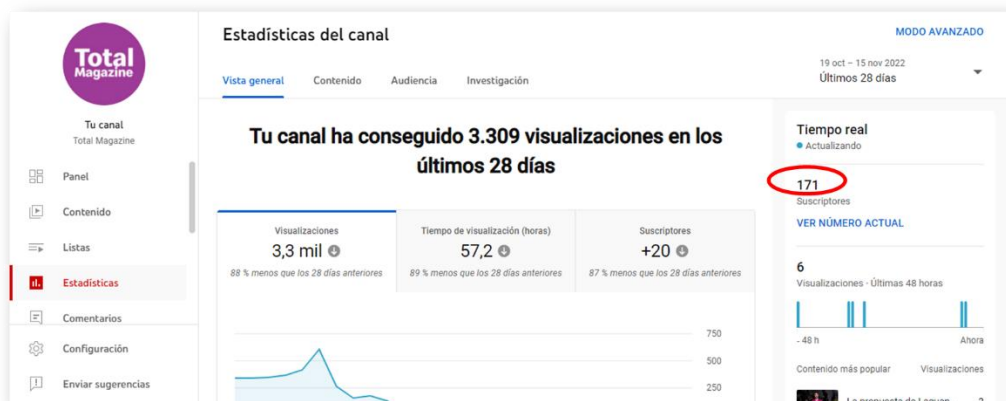 Total
Magazine
Tu canal
Total Magazine
Panel
Contenido
Listas
Estadísticas
Comentarios
Configuración
Enviar sugerencias
Estadísticas del canal
MODO AVANZADO
Vista general Contenido Audiencia Investigación
19 oct – 15 nov 2022
Últimos 28 días
Tu canal ha conseguido 3.309 visualizaciones en los
últimos 28 días
Visualizaciones
3,3 mil
88 % menos que los 28 días anteriores
Tiempo de visualización (horas)
57,2
89 % menos que los 28 días anteriores
Suscriptores
+20
87 % menos que los 28 días anteriores
750
500
250
Tiempo real
Actualizando
171
Suscriptores
VER NÚMERO ACTUAL
6
Visualizaciones · Últimas 48 horas
- 48 h Ahora
Contenido más popular Visualizaciones